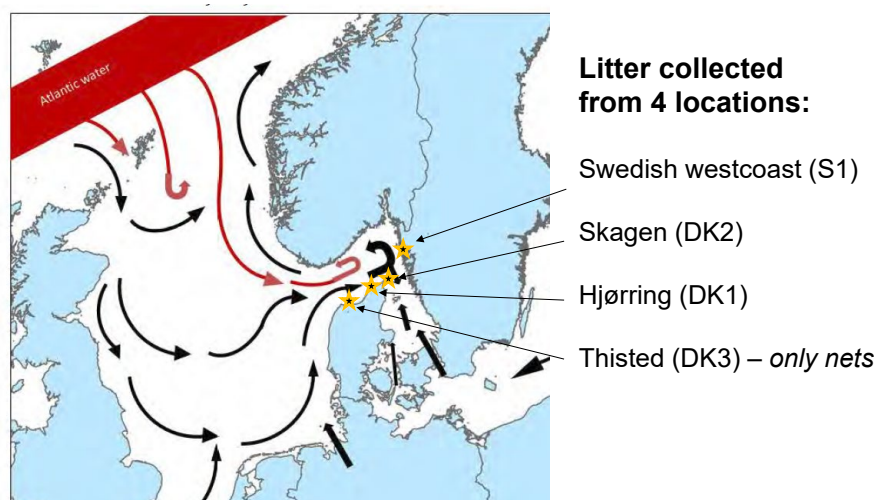 Atlantic water
Litter collected
from 4 locations:
Swedish westcoast (S1)
Skagen (DK2)
Hjørring (DK1)
Thisted (DK3) – only nets